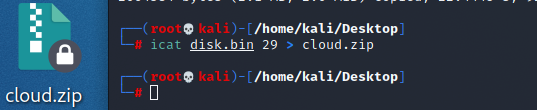 (root💀kali)-[/home/kali/Desktop]
# icat disk.bin 29 > cloud.zip
(root💀kali)-[/home/kali/Desktop]
#
cloud.zip